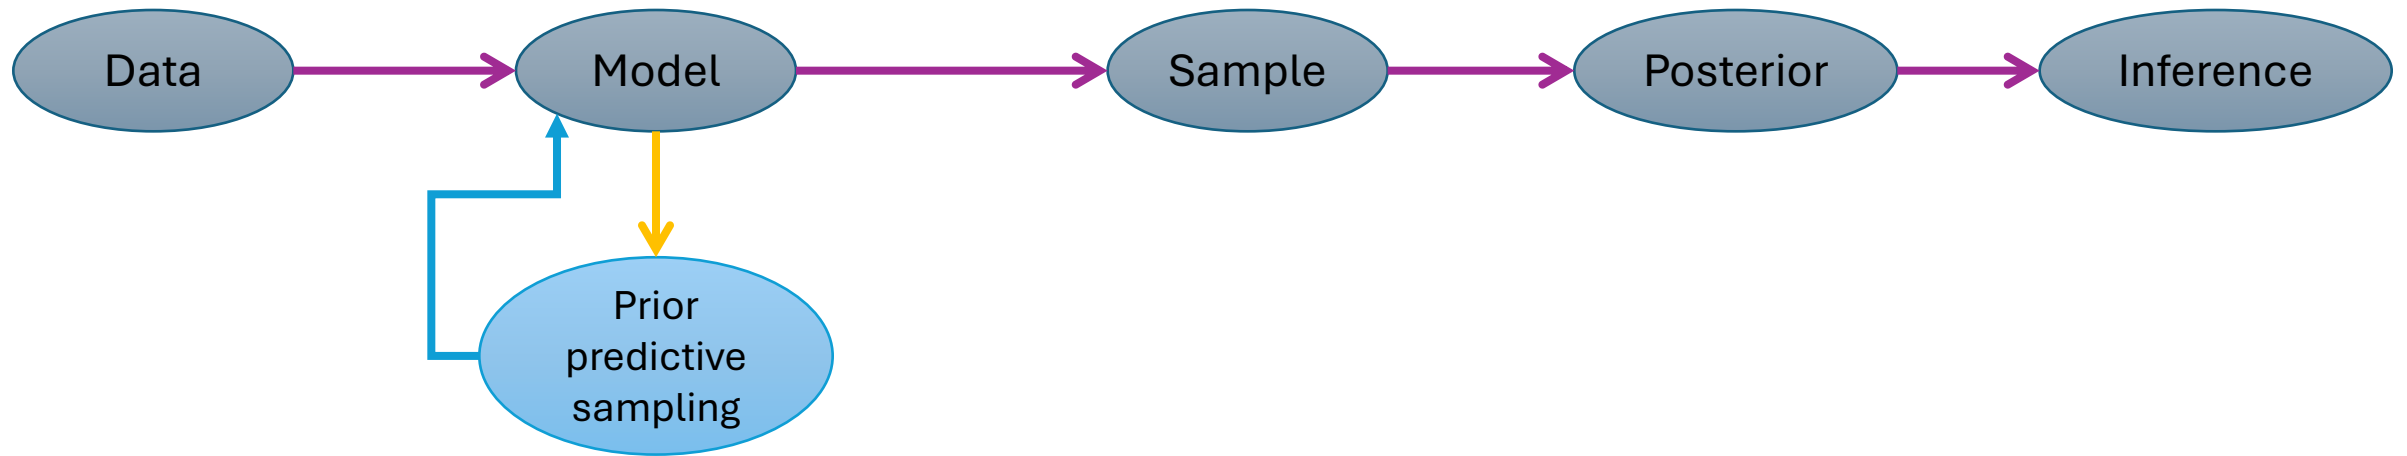 Data
Model
Sample
Posterior
Inference
Prior
predictive
sampling